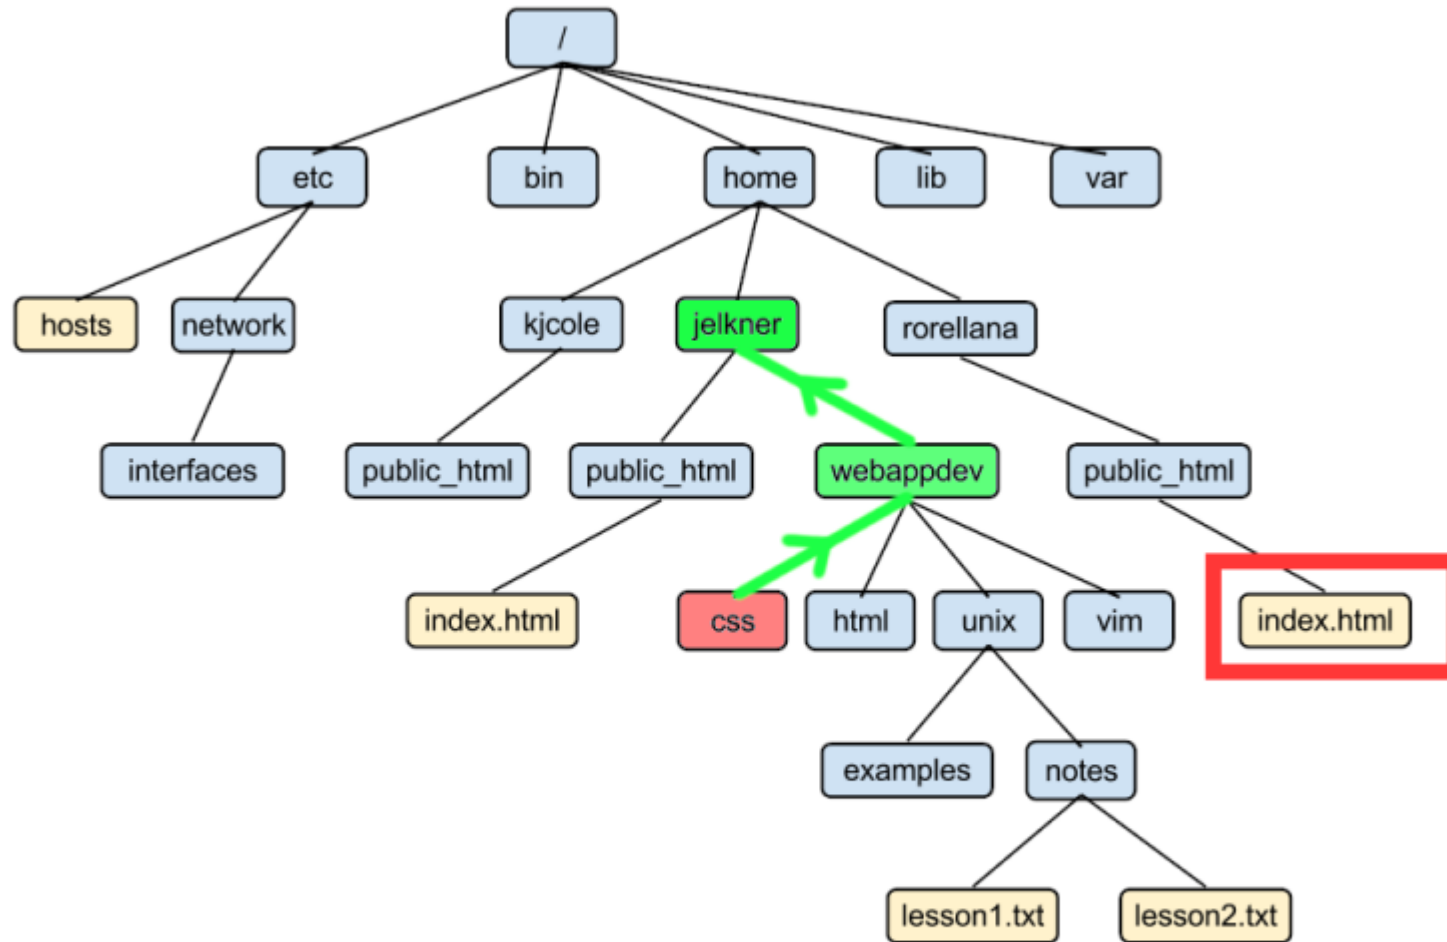 /
etc
bin
home
lib
var
hosts
network
kjcole
jelkner
rorellana
interfaces
public_html
public_html
webappdev
public_html
index.html
css
html
unix
vim
index.html
examples
notes
lesson1.txt
lesson2.txt